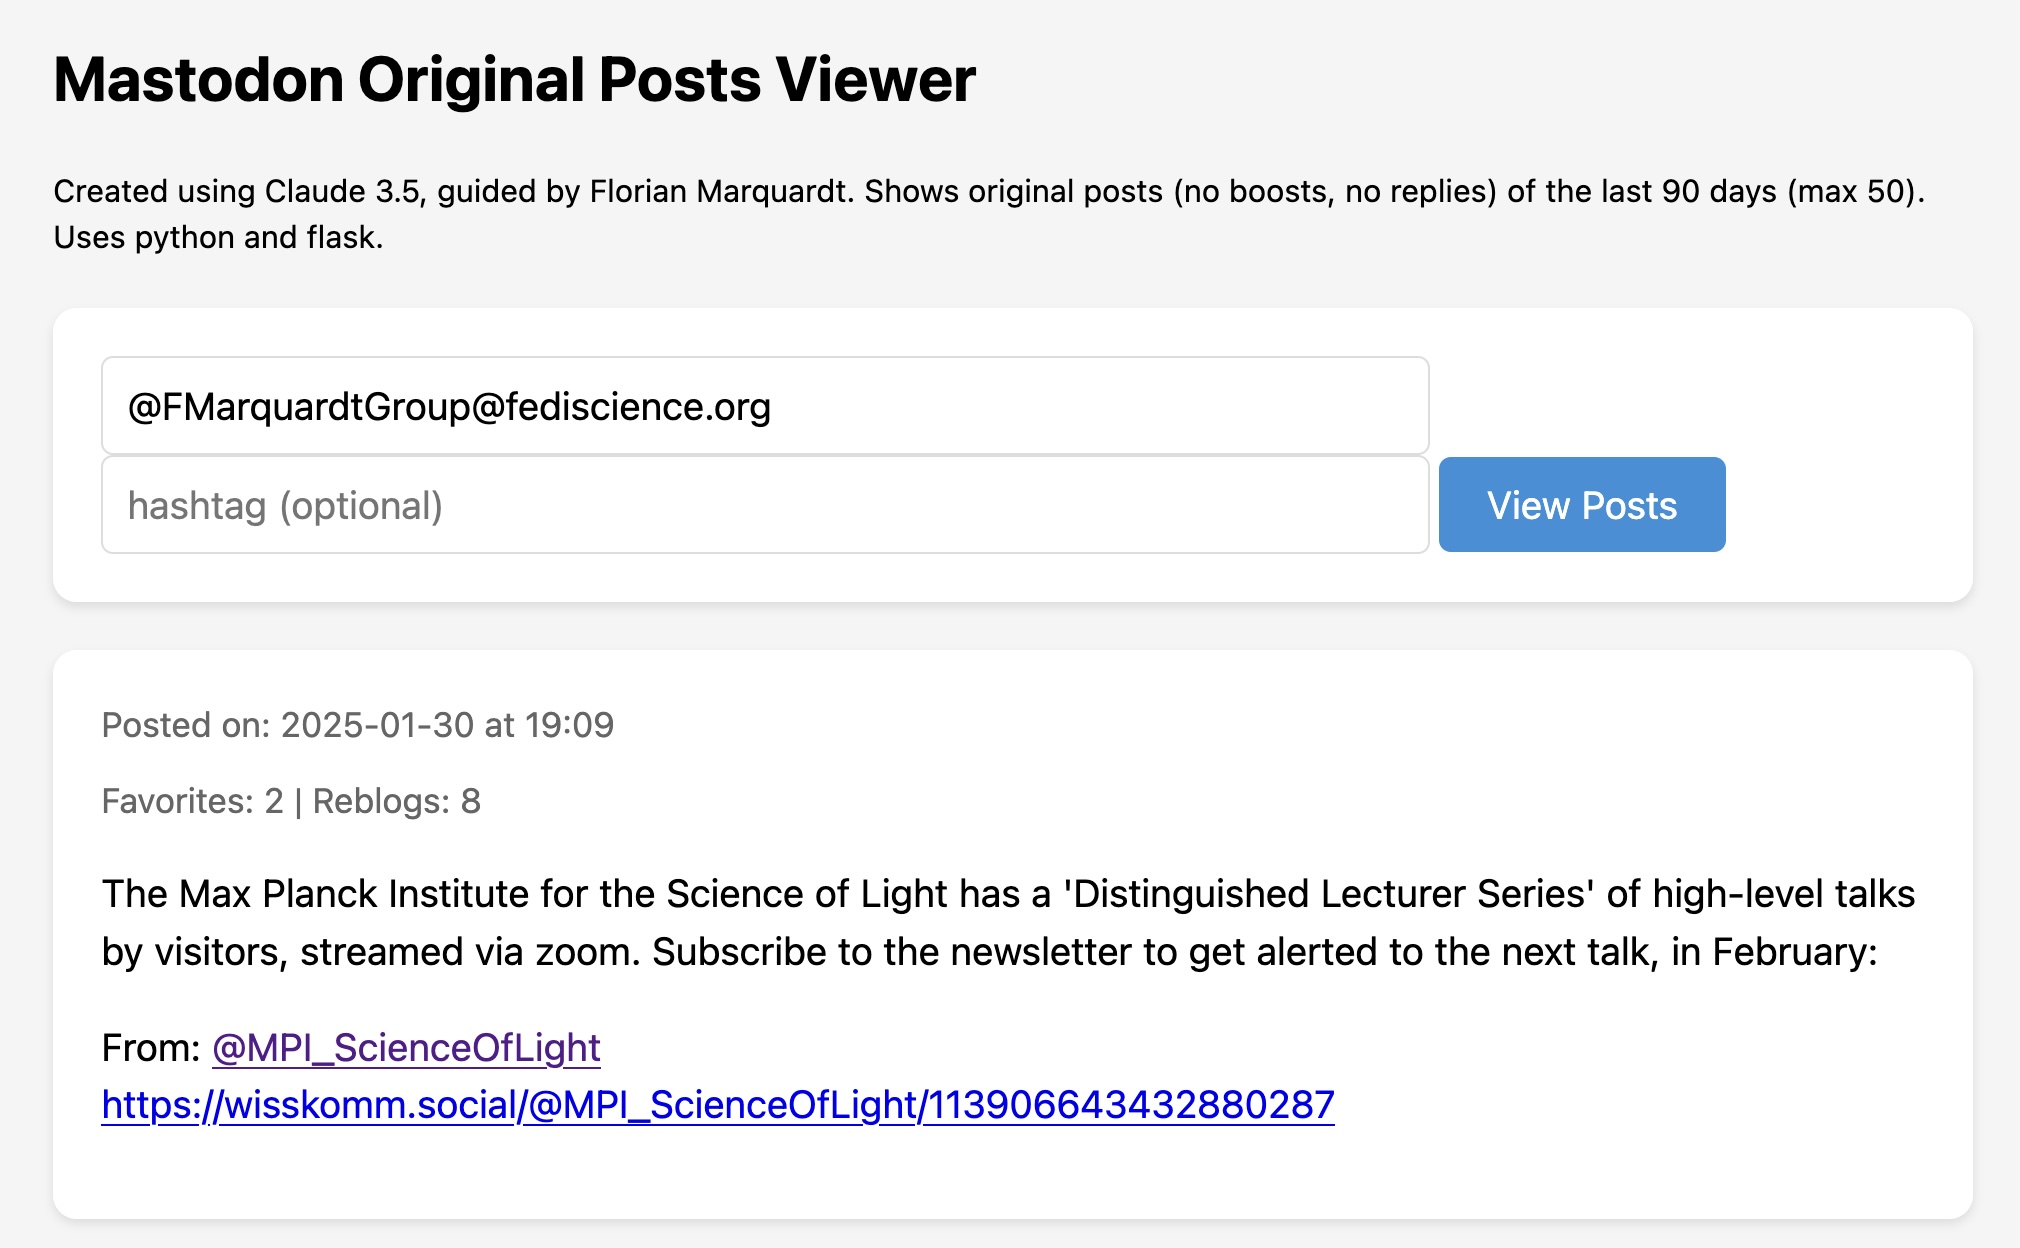 Mastodon Original Posts Viewer
Created using Claude 3.5, guided by Florian Marquardt. Shows original posts (no boosts, no replies) of the last 90 days (max 50).
Uses python and flask.
@FMarquardtGroup@fediscience.org
hashtag (optional)
View Posts
Posted on: 2025-01-30 at 19:09
Favorites: 2 | Reblogs: 8
The Max Planck Institute for the Science of Light has a 'Distinguished Lecturer Series' of high-level talks
by visitors, streamed via zoom. Subscribe to the newsletter to get alerted to the next talk, in February:
From: @MPI_ScienceOfLight
https://wisskomm.social/@MPI_ScienceOfLight/113906643432880287